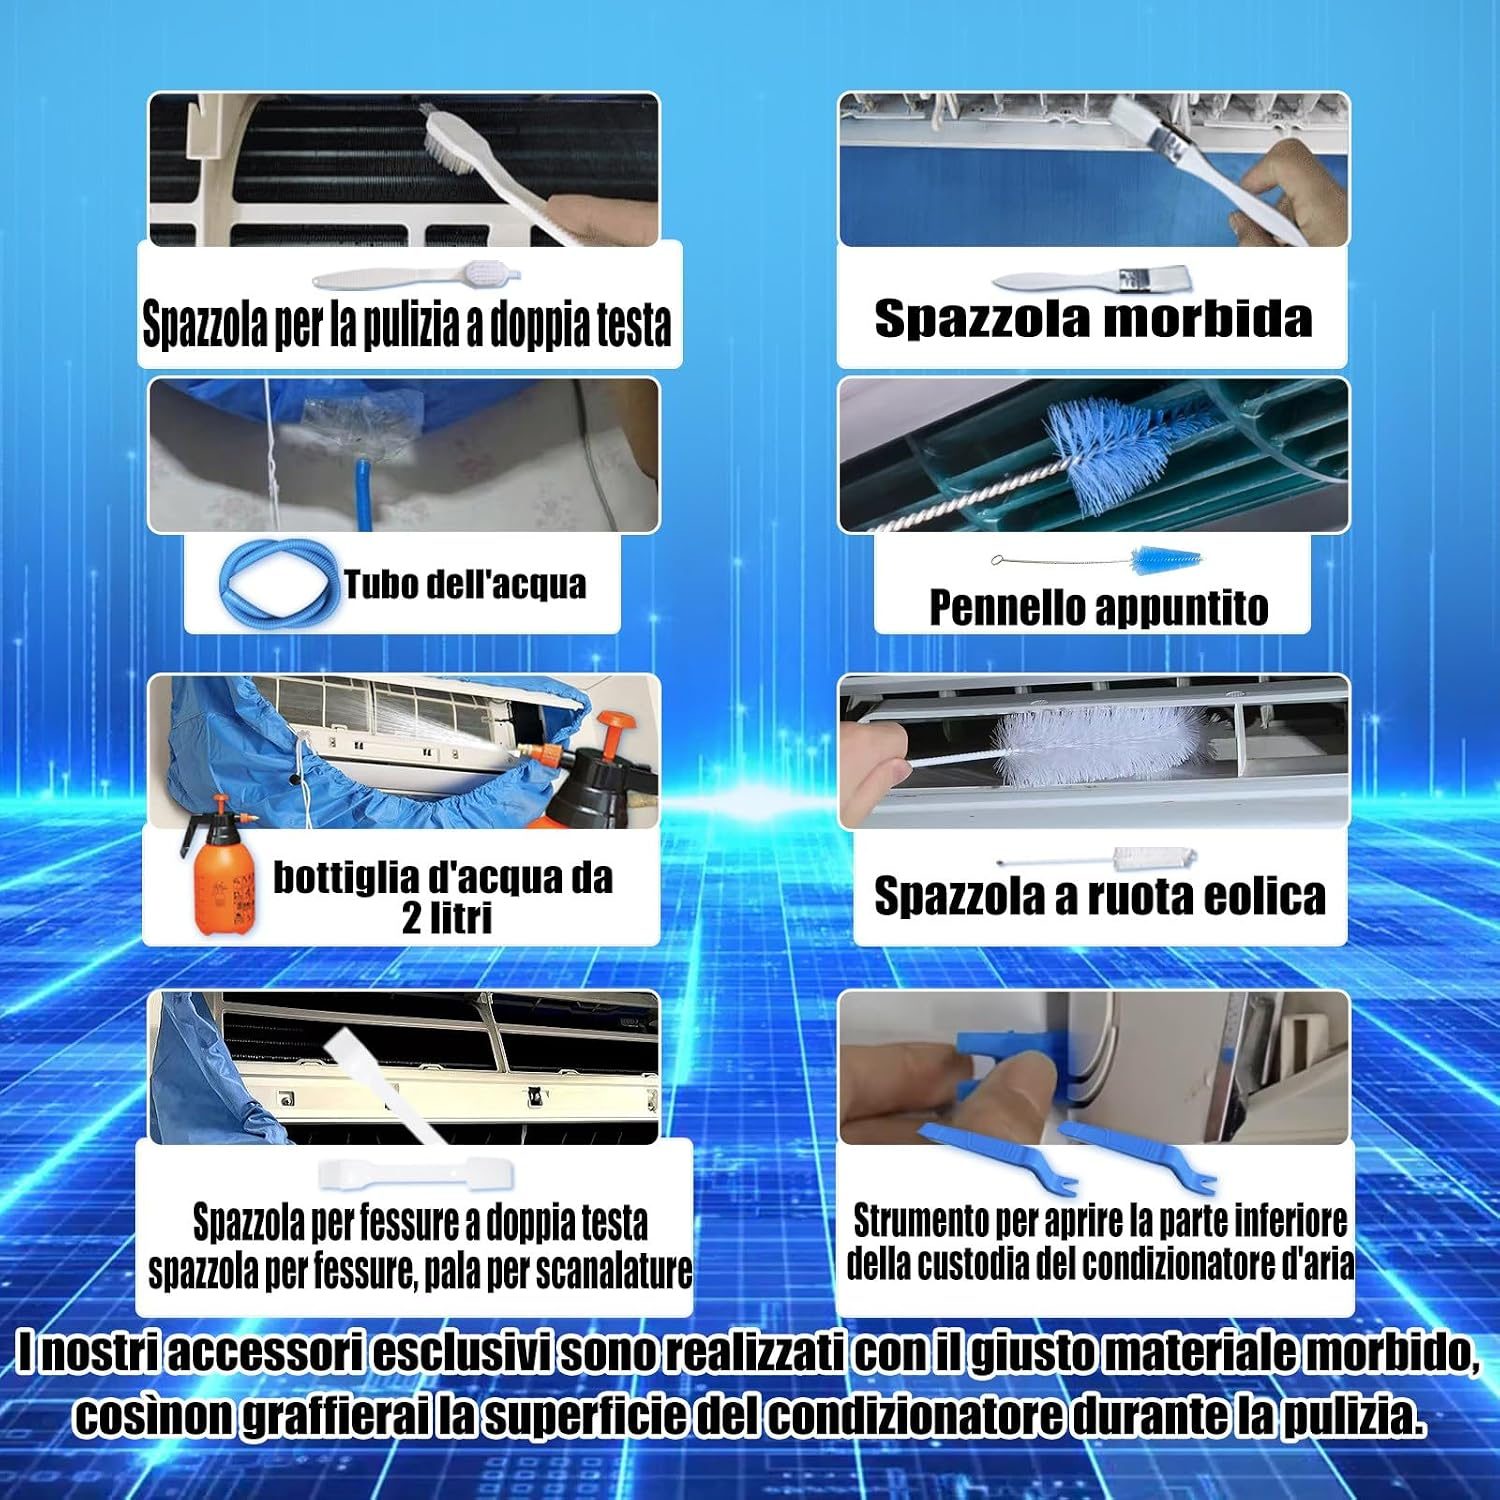 Spazzola per la pulizia a doppia testa
Spazzola morbida
Tubo dell'acqua
Pennello appuntito
bottiglia d'acqua da
2 litri
Spazzola a ruota eolica
Spazzola per fessure a doppia testa
spazzola per fessure, pala per scanalature
Strumento per aprire la parte inferiore
della custodia del condizionatore d'aria
I nostri accessori esclusivi sono realizzati con il giusto materiale morbido,
cosìnon graffierai la superficie del condizionatore durante la pulizia.